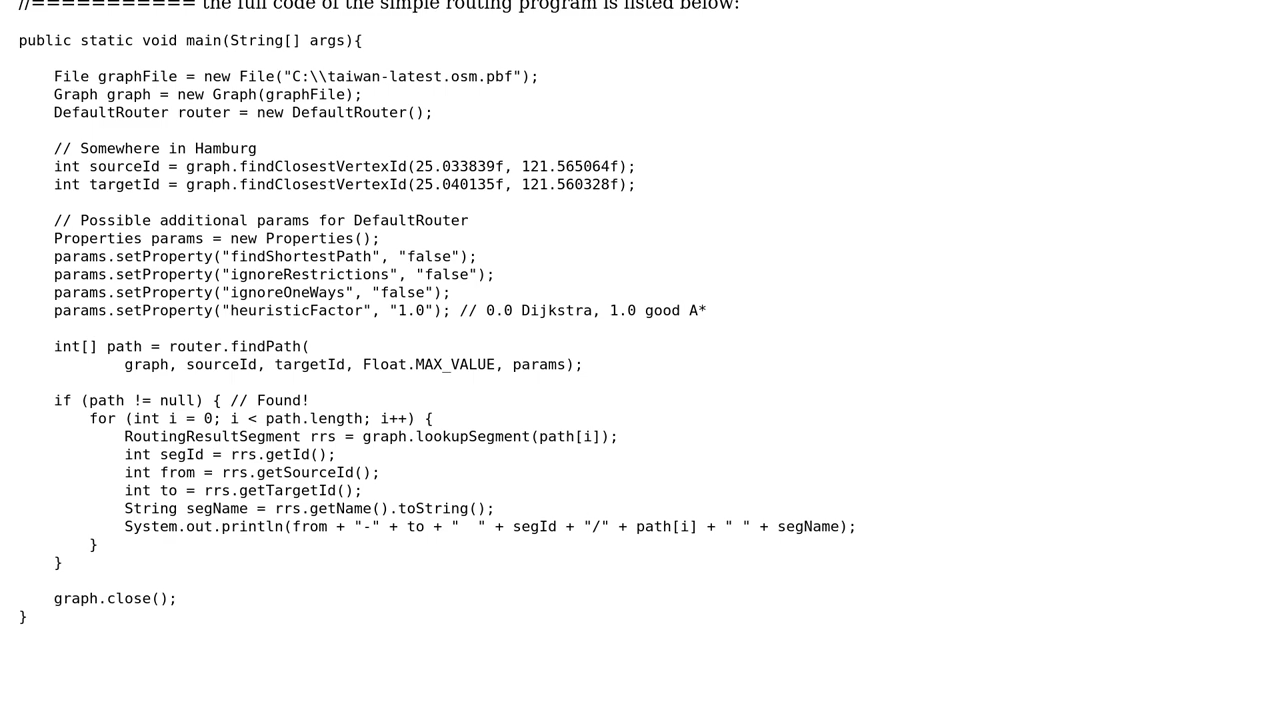 //=========== the full code of the simple routing program is listed below:
public static void main(String[] args){
File graphFile = new File("C:\\taiwan-latest.osm.pbf");
Graph graph = new Graph(graphFile);
DefaultRouter router = new DefaultRouter();
// Somewhere in Hamburg
int sourceId = graph.findClosestVertexId(25.033839f, 121.565064f);
int targetId = graph.findClosestVertexId(25.040135f, 121.560328f);
// Possible additional params for DefaultRouter
Properties params = new Properties();
params.setProperty("findShortestPath", "false");
params.setProperty("ignoreRestrictions", "false");
params.setProperty("ignoreOneWays", "false");
params.setProperty("heuristicFactor", "1.0"); // 0.0 Dijkstra, 1.0 good A*
int[] path = router.findPath(
graph, sourceId, targetId, Float.MAX_VALUE, params);
if (path != null) { // Found!
for (int i = 0; i < path.length; i++) {
RoutingResultSegment rrs = graph.lookupSegment(path[i]);
int segId = rrs.getId();
int from = rrs.getSourceId();
int to = rrs.getTargetId();
String segName = rrs.getName().toString();
System.out.println(from + "-" + to + "  " + segId + "/" + path[i] + " " + segName);
}
}
graph.close();
}